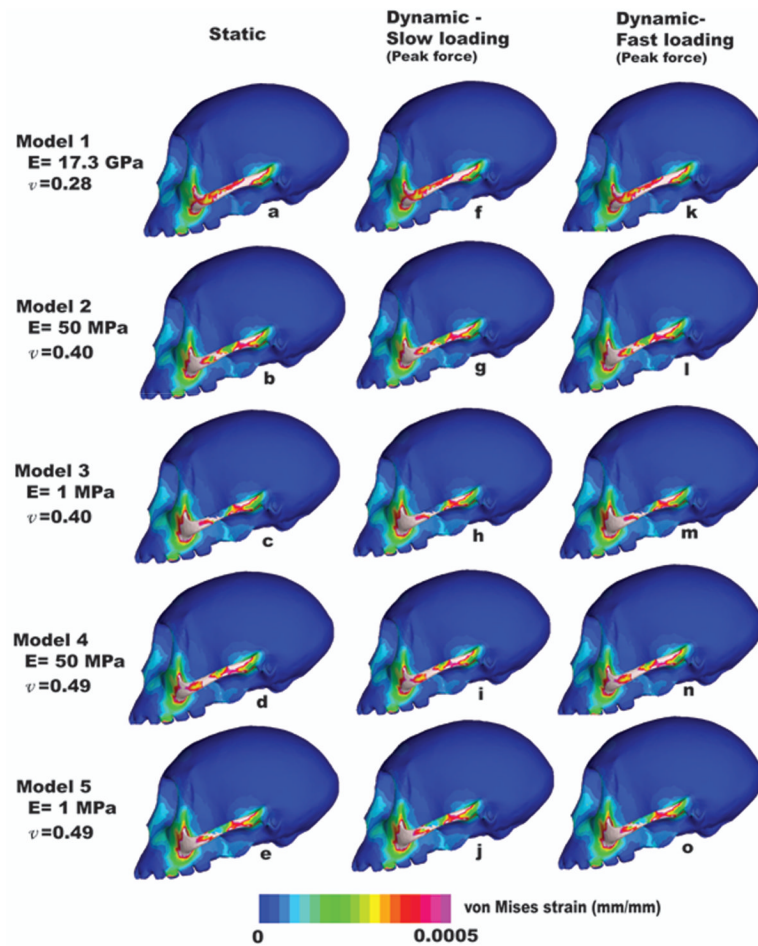 Static
Dynamic -
Slow loading
(Peak force)
Dynamic-
Fast loading
(Peak force)
Model 1
E= 17.3 GPa
ν=0.28
a
f
k
Model 2
E= 50 MPa
ν=0.40
b
g
l
Model 3
E= 1 MPa
ν=0.40
c
h
m
Model 4
E= 50 MPa
ν=0.49
d
i
n
Model 5
E= 1 MPa
ν=0.49
e
j
o
von Mises strain (mm/mm)
0
0.0005